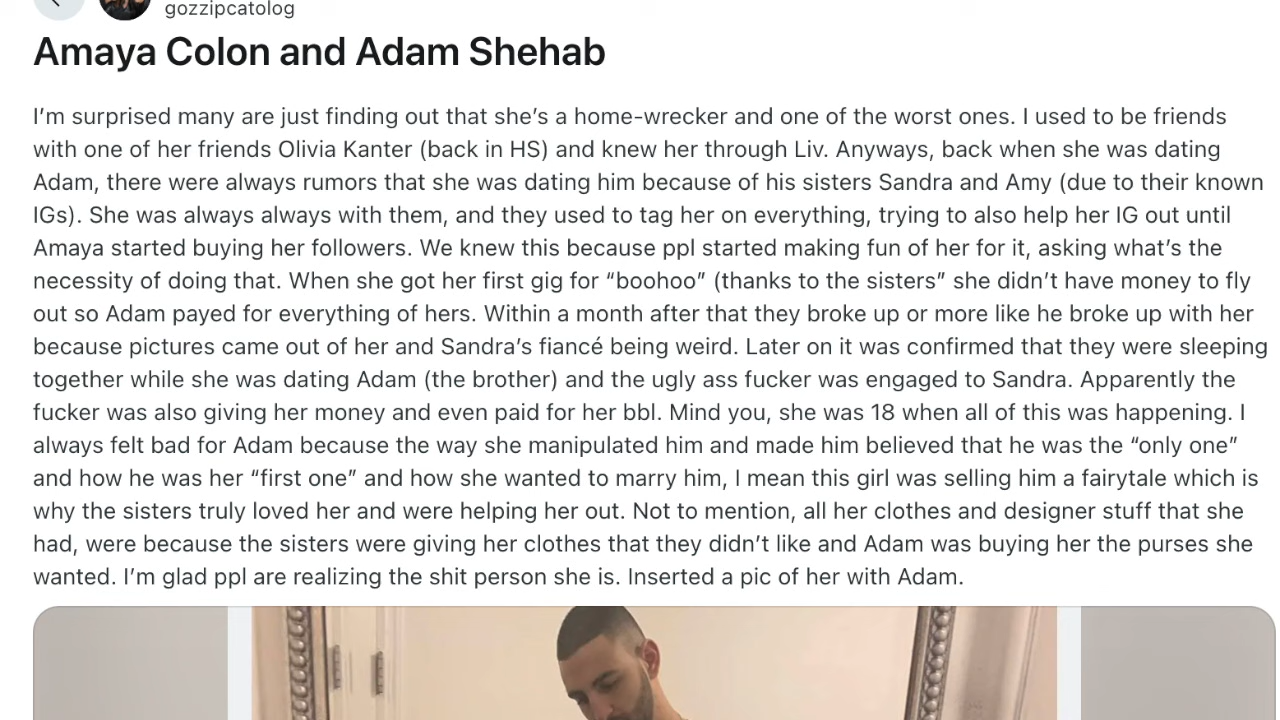 gozzipcatolog
Amaya Colon and Adam Shehab
I’m surprised many are just finding out that she’s a home-wrecker and one of the worst ones. I used to be friends
with one of her friends Olivia Kanter (back in HS) and knew her through Liv. Anyways, back when she was dating
Adam, there were always rumors that she was dating him because of his sisters Sandra and Amy (due to their known
IGs). She was always always with them, and they used to tag her on everything, trying to also help her IG out until
Amaya started buying her followers. We knew this because ppl started making fun of her for it, asking what’s the
necessity of doing that. When she got her first gig for “boohoo” (thanks to the sisters” she didn’t have money to fly
out so Adam payed for everything of hers. Within a month after that they broke up or more like he broke up with her
because pictures came out of her and Sandra’s fiancé being weird. Later on it was confirmed that they were sleeping
together while she was dating Adam (the brother) and the ugly ass fucker was engaged to Sandra. Apparently the
fucker was also giving her money and even paid for her bbl. Mind you, she was 18 when all of this was happening. I
always felt bad for Adam because the way she manipulated him and made him believed that he was the “only one”
and how he was her “first one” and how she wanted to marry him, I mean this girl was selling him a fairytale which is
why the sisters truly loved her and were helping her out. Not to mention, all her clothes and designer stuff that she
had, were because the sisters were giving her clothes that they didn’t like and Adam was buying her the purses she
wanted. I’m glad ppl are realizing the shit person she is. Inserted a pic of her with Adam.